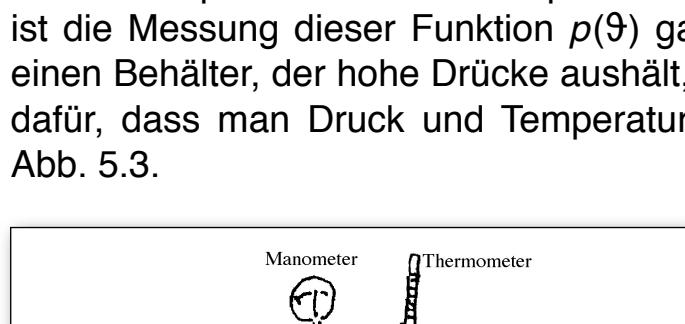 ist die Messung dieser Funktion p(ϑ)
einen Behälter, der hohe Drücke aushält,
dafür, dass man Druck und Temperatur
Abb. 5.3.
Manometer Thermometer